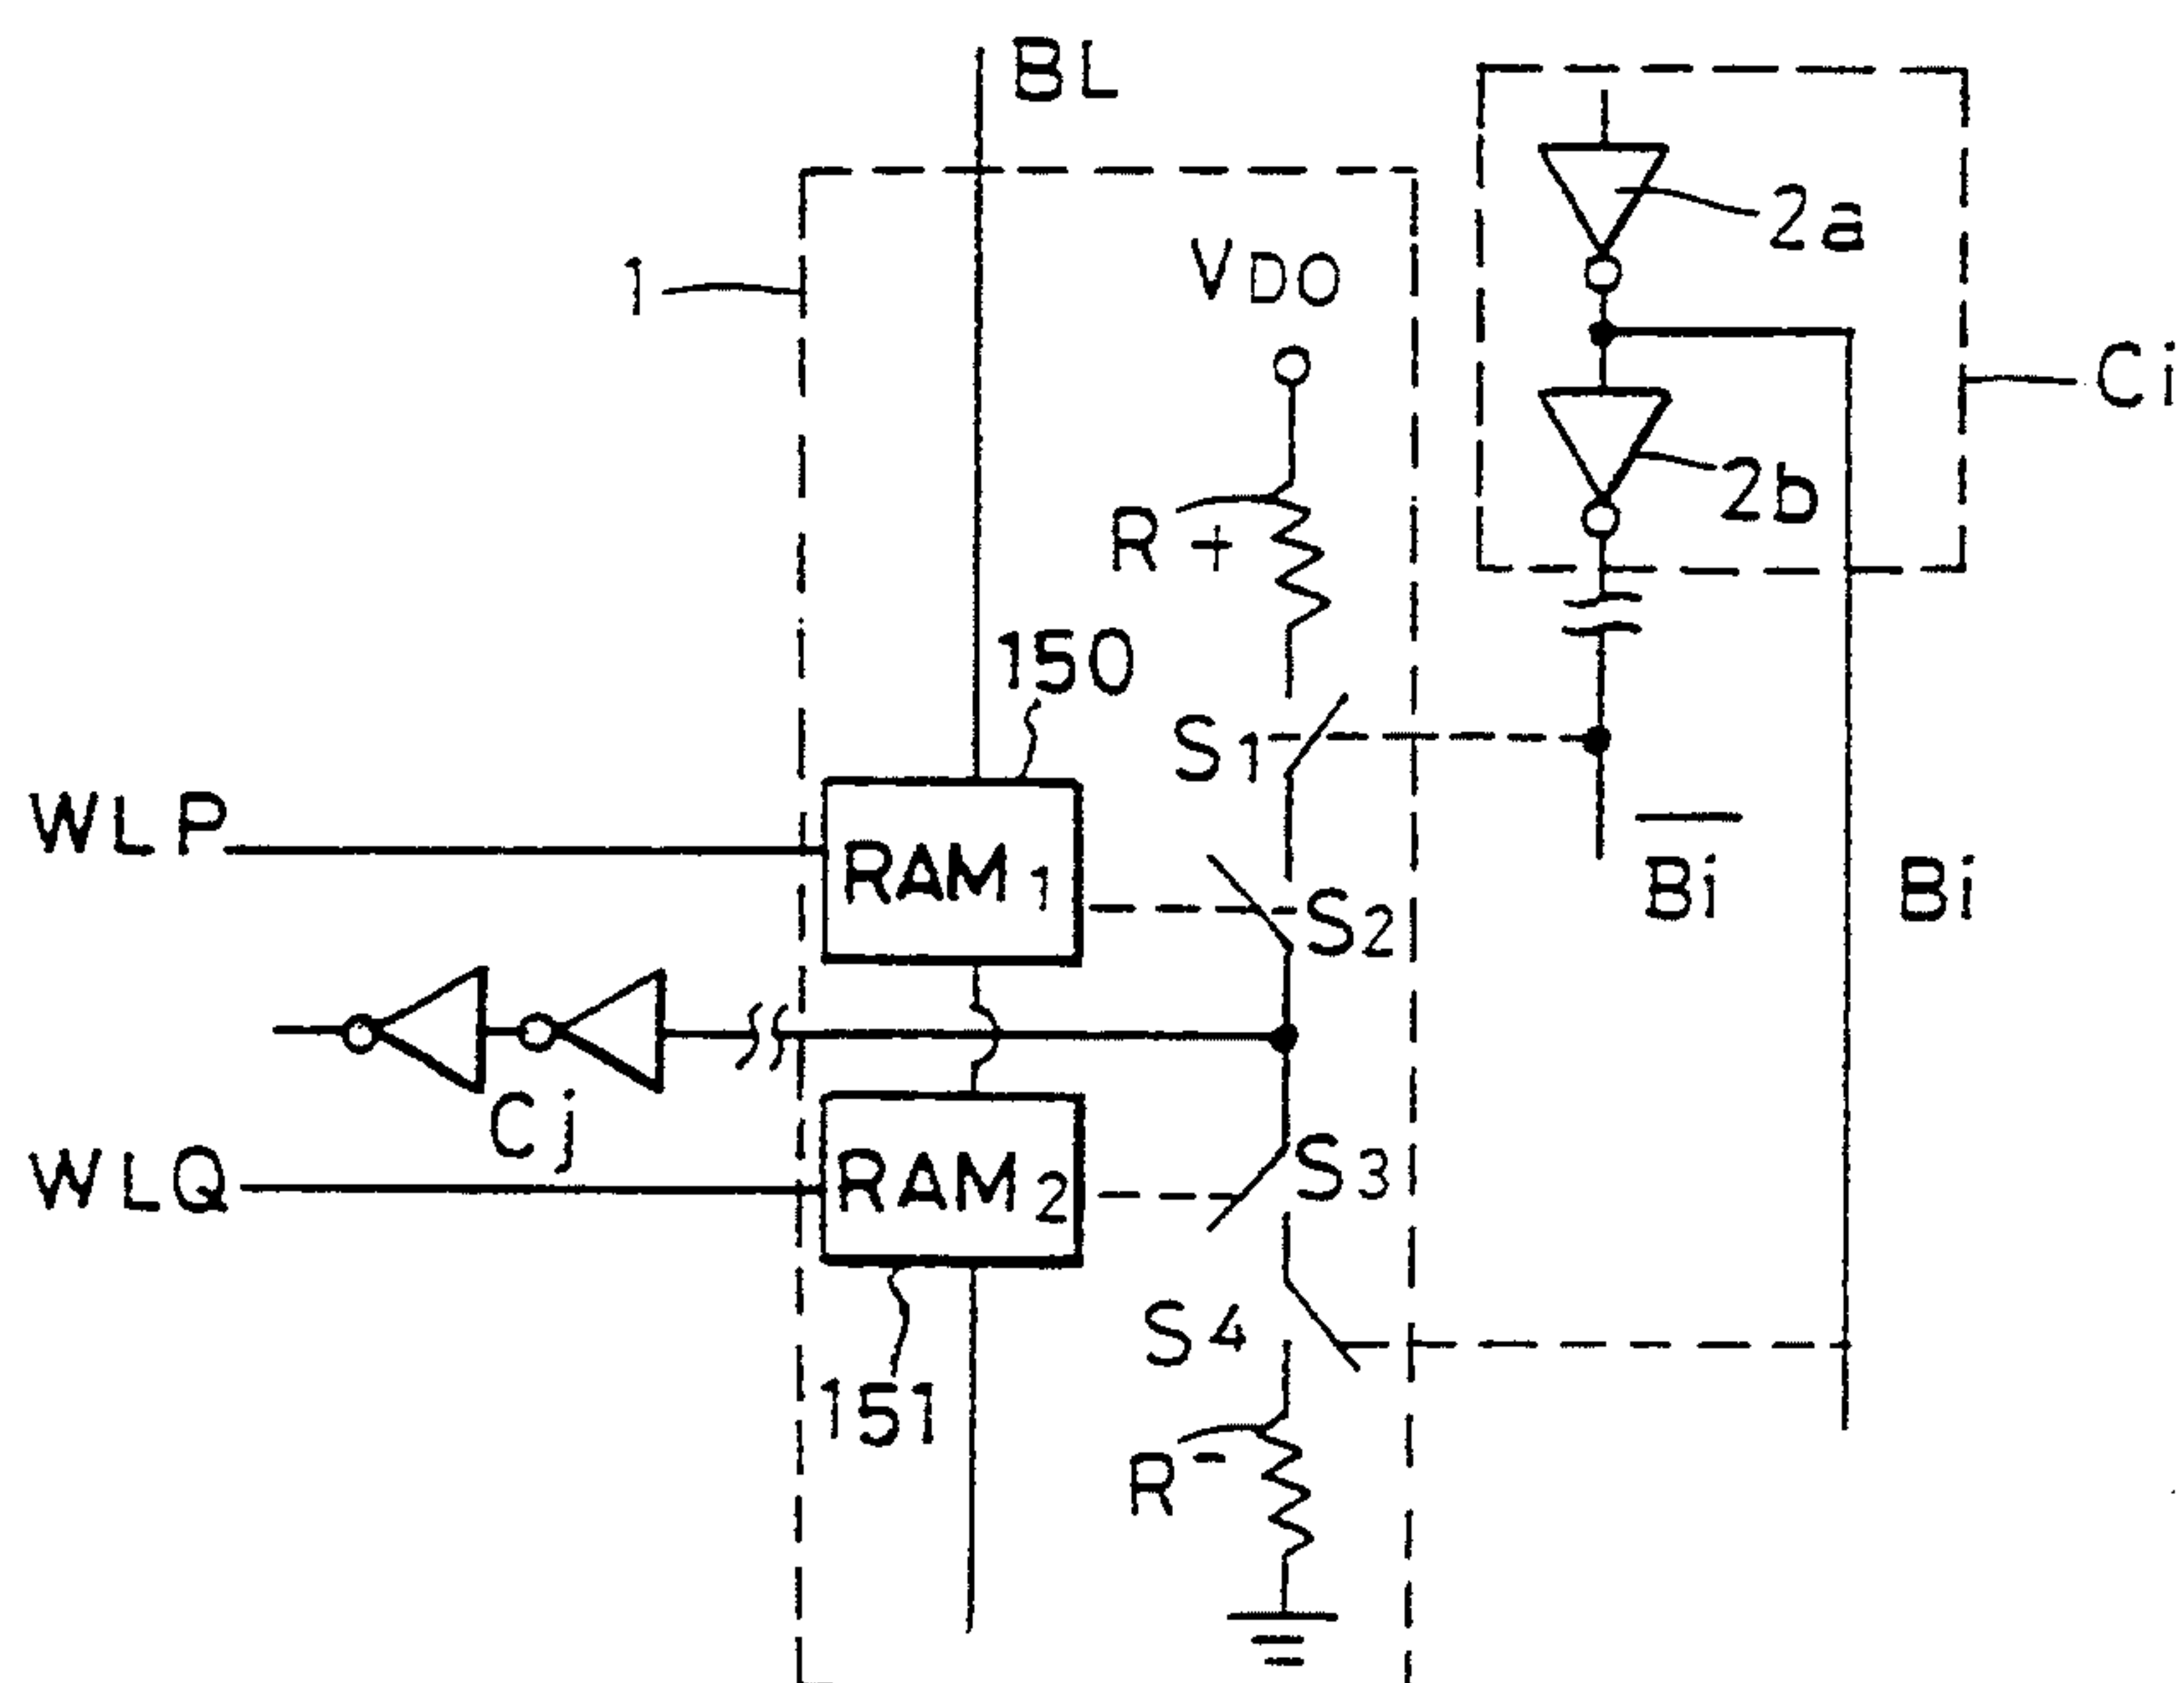 BL
2a
1
VDO
Ci
2b
R+
150
S1
WLP
RAM1
S2
Bi
Bi
Cj
WLQ
RAM2
S3
S4
151
R-